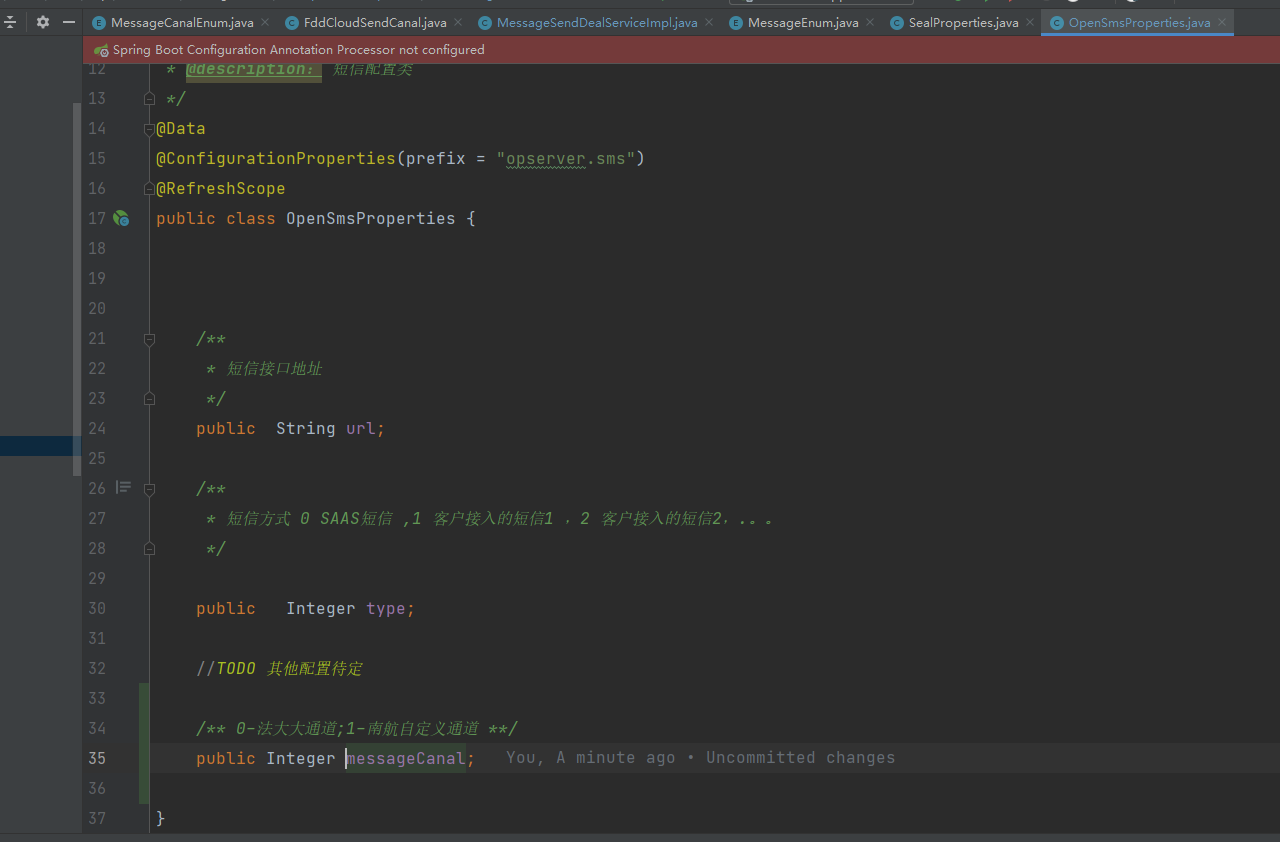 MessageCanalEnum.java FddCloudSendCanal.java MessageSendDealServiceImpl.java MessageEnum.java SealProperties.java OpenSmsProperties.java
Spring Boot Configuration Annotation Processor not configured
12 * @description: 短信配置类
13 */
14 @Data
15 @ConfigurationProperties(prefix = "opserver.sms")
16 @RefreshScope
17 public class OpenSmsProperties {
18
19
20
21 /**
22 * 短信接口地址
23 */
24 public String url;
25
26 /**
27 * 短信方式 0 SAAS短信 ,1 客户接入的短信1 ，2 客户接入的短信2，.。。
28 */
29
30 public Integer type;
31
32 //TODO 其他配置待定
33
34 /** 0-法大大通道;1-南航自定义通道 **/
35 public Integer messageCanal; You, A minute ago • Uncommitted changes
36
37 }